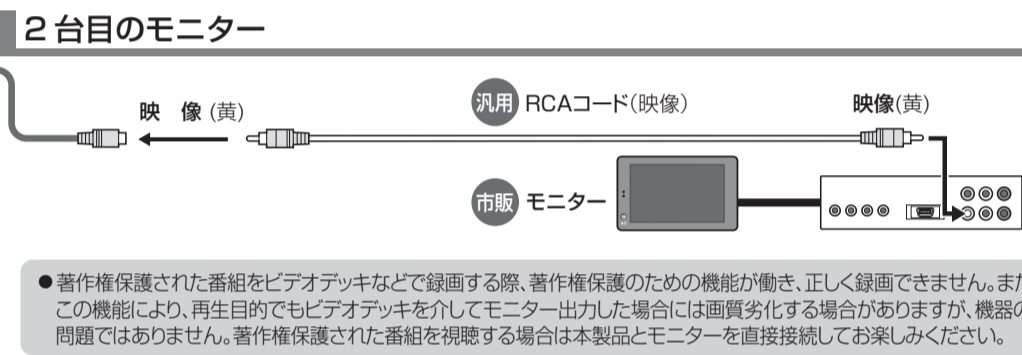 2台目のモニター
映 像 (黄)
汎用 RCAコード(映像)
映像(黄)
市販 モニター
●著作権保護された番組をビデオデッキなどで録画する際、著作権保護のための機能が働き、正しく録画できません。また
この機能により、再生目的でもビデオデッキを介してモニター出力した場合には画質劣化する場合がありますが、機器の
問題ではありません。著作権保護された番組を視聴する場合は本製品とモニターを直接接続してお楽しみください。